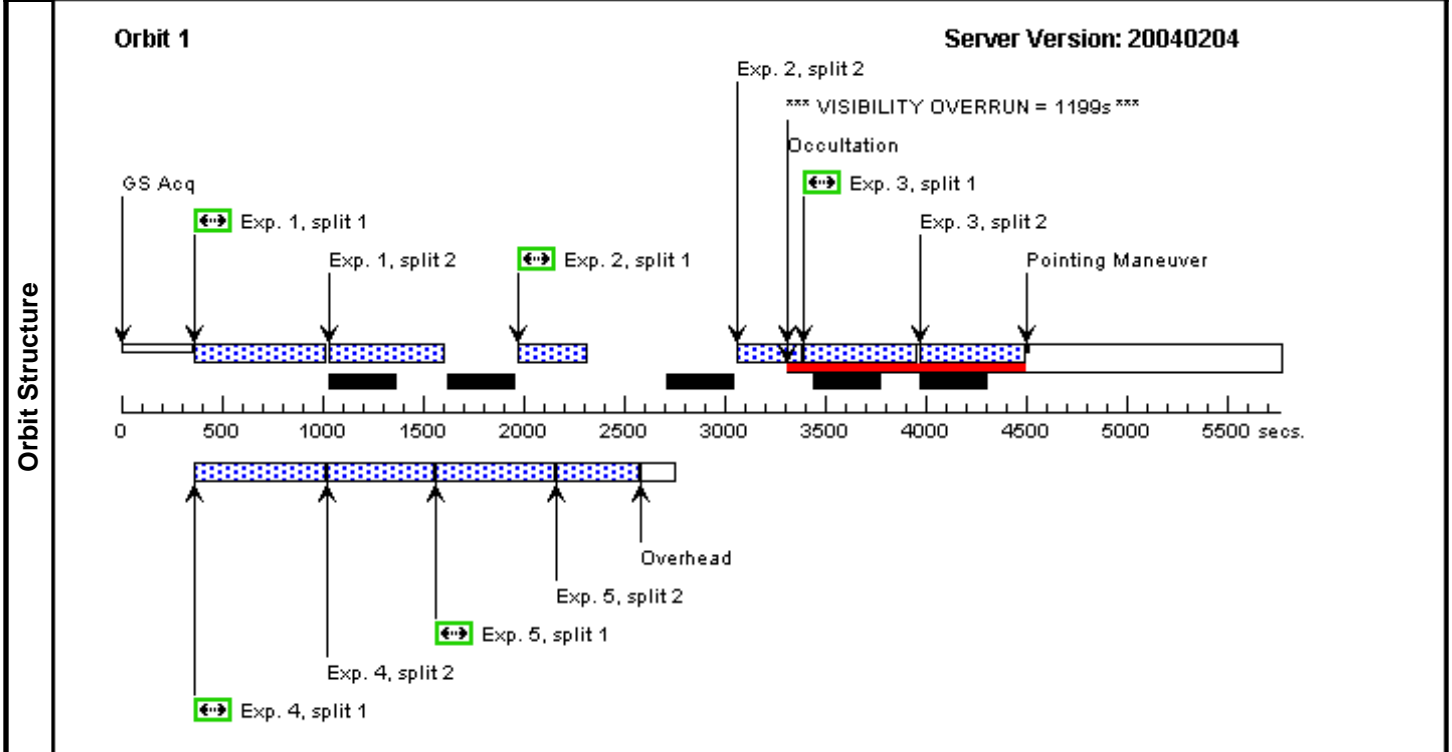 Orbit Structure
Orbit 1
Server Version: 20040204
Exp. 2, split 2
*** VISIBILITY OVERRUN = 1199s ***
Occultation
GS Acq
Exp. 3, split 1
Exp. 1, split 1
Exp. 3, split 2
Exp. 1, split 2
Exp. 2, split 1
Pointing Maneuver
0 500 1000 1500 2000 2500 3000 3500 4000 4500 5000 5500 secs.
Overhead
Exp. 5, split 2
Exp. 5, split 1
Exp. 4, split 2
Exp. 4, split 1